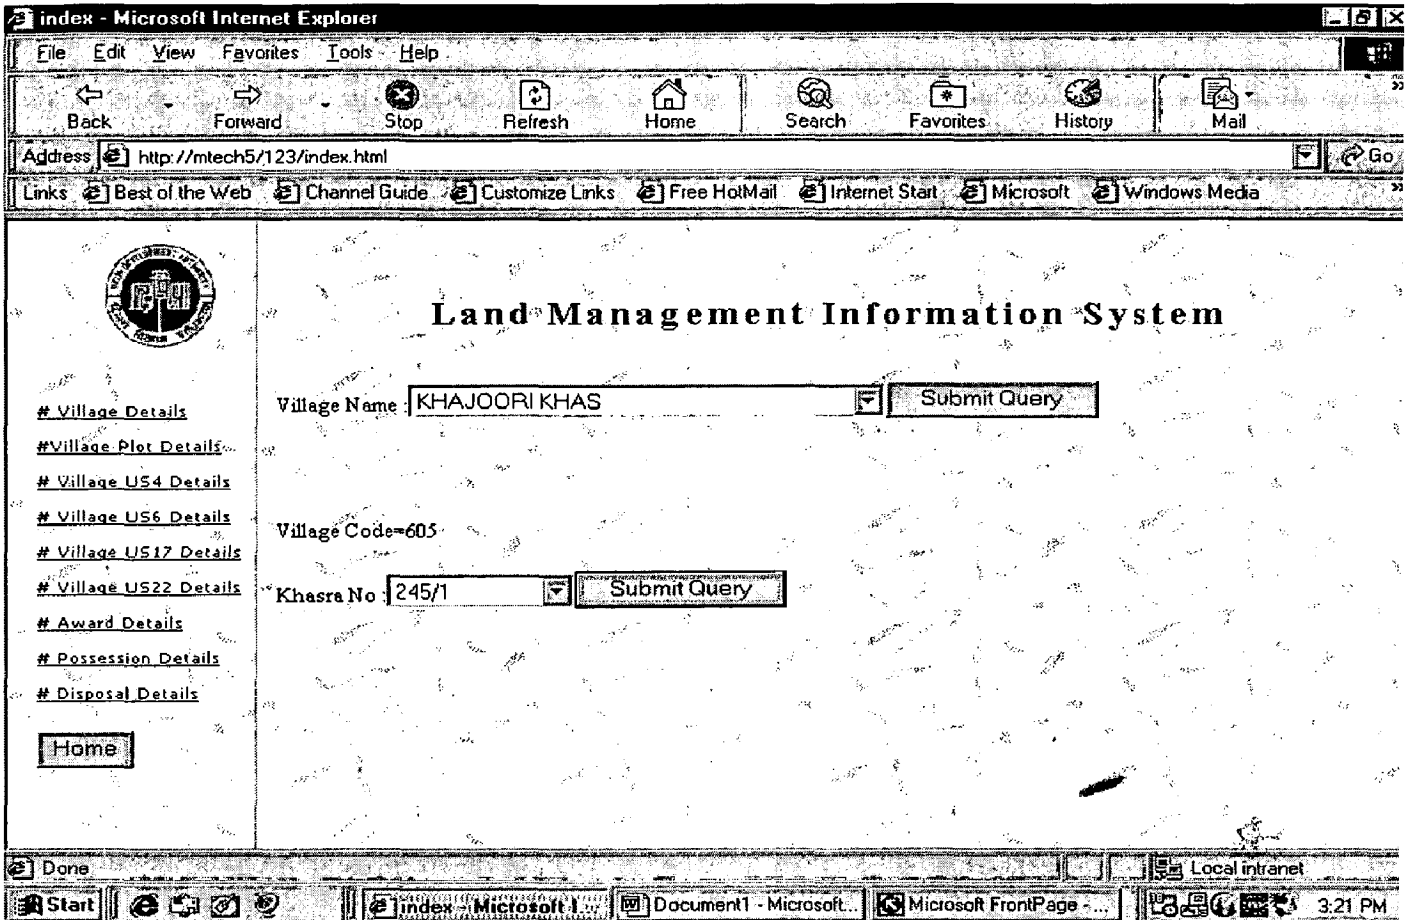 index - Microsoft Internet Explorer
File Edit View Favorites Tools Help
Back Forward Stop Refresh Home Search Favorites History Mail
Address http://mtech5/123/index.html Go
Links Best of the Web Channel Guide Customize Links Free HotMail Internet Start Microsoft Windows Media
Land Management Information System
Village Name : KHAJOORI KHAS Submit Query
# Village Details
#Village Plot Details
# Village US4 Details
# Village US6 Details
# Village US17 Details
# Village US22 Details
# Award Details
# Possession Details
# Disposal Details
Home
Village Code=605
Khasra No : 245/1 Submit Query
Done Local intranet
Start index - Microsoft I... Document1 - Microsoft... Microsoft FrontPage - ... 3:21 PM